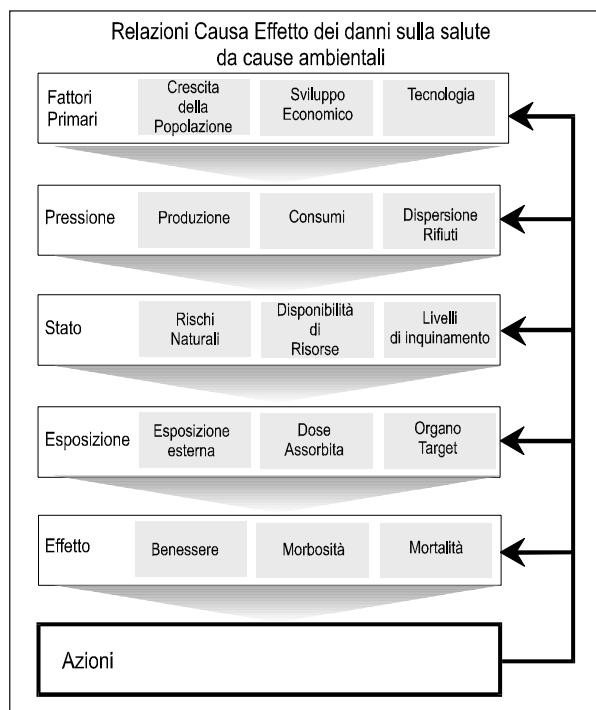 Relazioni Causa Effetto dei danni sulla salute
da cause ambientali
Fattori
Primari
Crescita
della
Popolazione
Sviluppo
Economico
Tecnologia
Pressione
Produzione
Consumi
Dispersione
Rifiuti
Stato
Rischi
Naturali
Disponibilità
di
Risorse
Livelli
di inquinamento
Esposizione
Esposizione
esterna
Dose
Assorbita
Organo
Target
Effetto
Benessere
Morbosità
Mortalità
Azioni